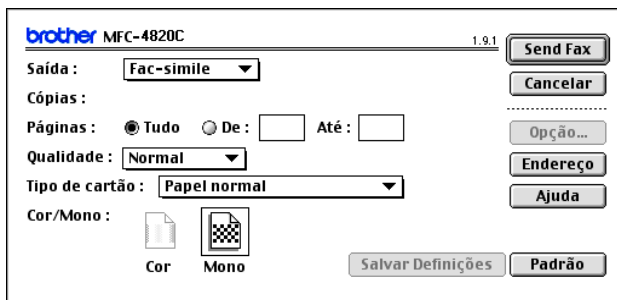 brother MFC-4820C 1.9.1 Send Fax
Saída : Fac-simile Cancelar
Cópias :
Páginas : Tudo De : Até : Opção...
Qualidade : Normal Endereço
Tipo de cartão : Papel normal Ajuda
Cor/Mono :
Cor Mono Salvar Definições Padrão